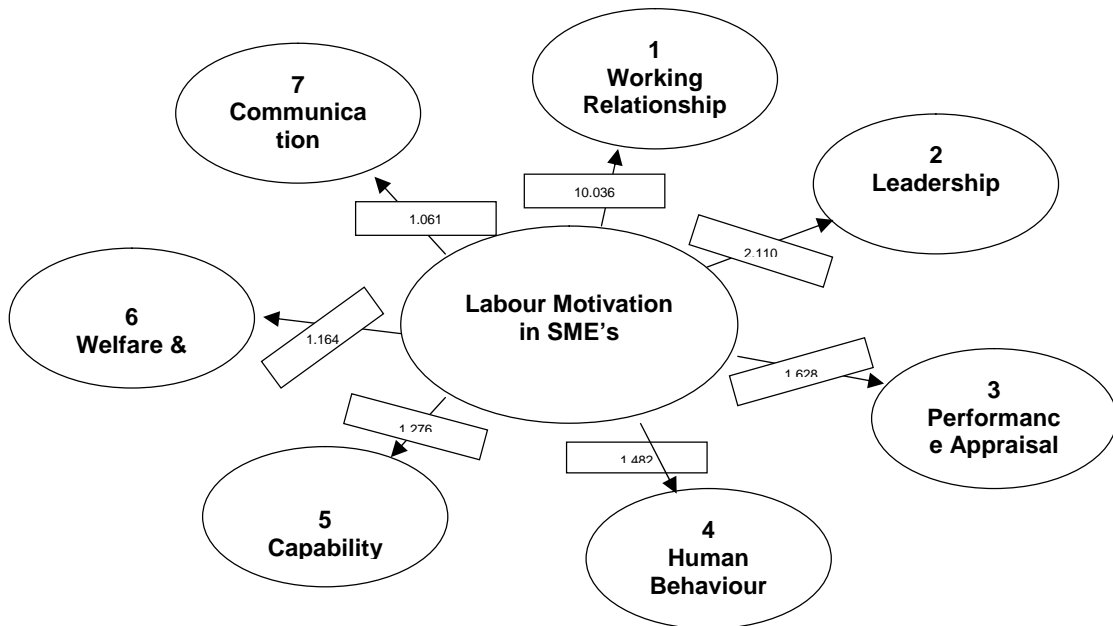 1
Working
Relationship
7
Communica
tion
2
Leadership
10.036
1.061
2.110
Labour Motivation
in SME's
6
Welfare &
1.164
1.628
3
Performanc
e Appraisal
1.276
1.482
5
Capability
4
Human
Behaviour